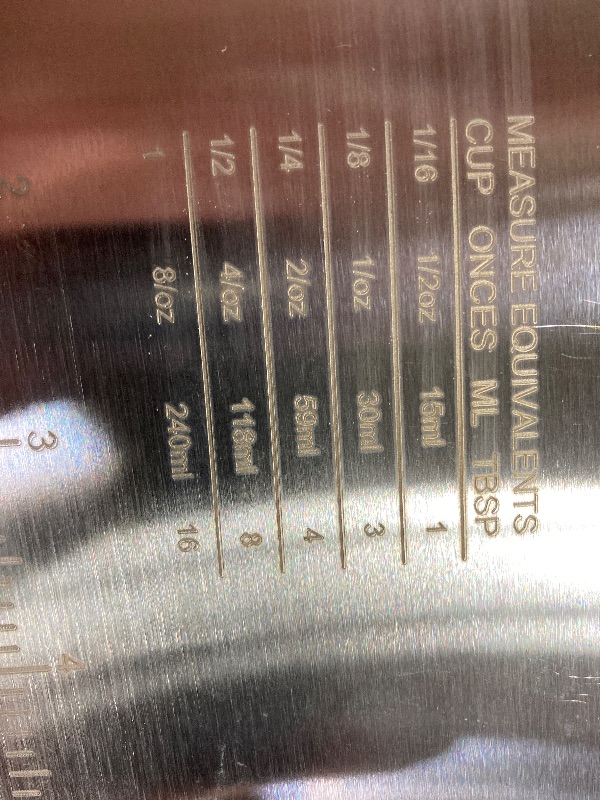 MEASURE EQUIVALENTS
CUP ONCES ML TBSP
1/16 1/2oz 15ml 1
1/8 1/oz 30ml 3
1/4 2/oz 59ml 4
1/2 4/oz 118ml 8
1 8/oz 240ml 16
2 3 4